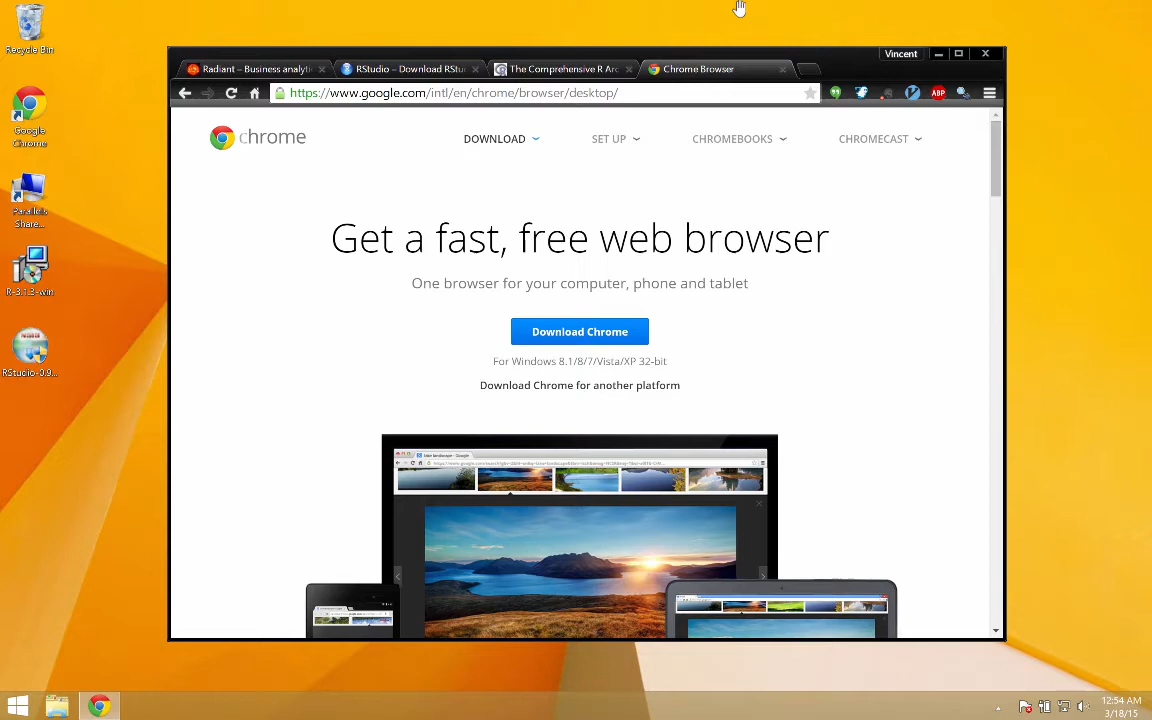 Recycle Bin
Google
Chrome
Parallels
Share...
R-3.1.3-win
RStudio-0.9...
Vincent
Radiant – Business analyti
RStudio – Download RStu
The Comprehensive R Arc
Chrome Browser
https://www.google.com/intl/en/chrome/browser/desktop/
ABP
chrome
DOWNLOAD
SET UP
CHROMEBOOKS
CHROMECAST
Get a fast, free web browser
One browser for your computer, phone and tablet
Download Chrome
For Windows 8.1/8/7/Vista/XP 32-bit
Download Chrome for another platform
12:54 AM
3/18/15